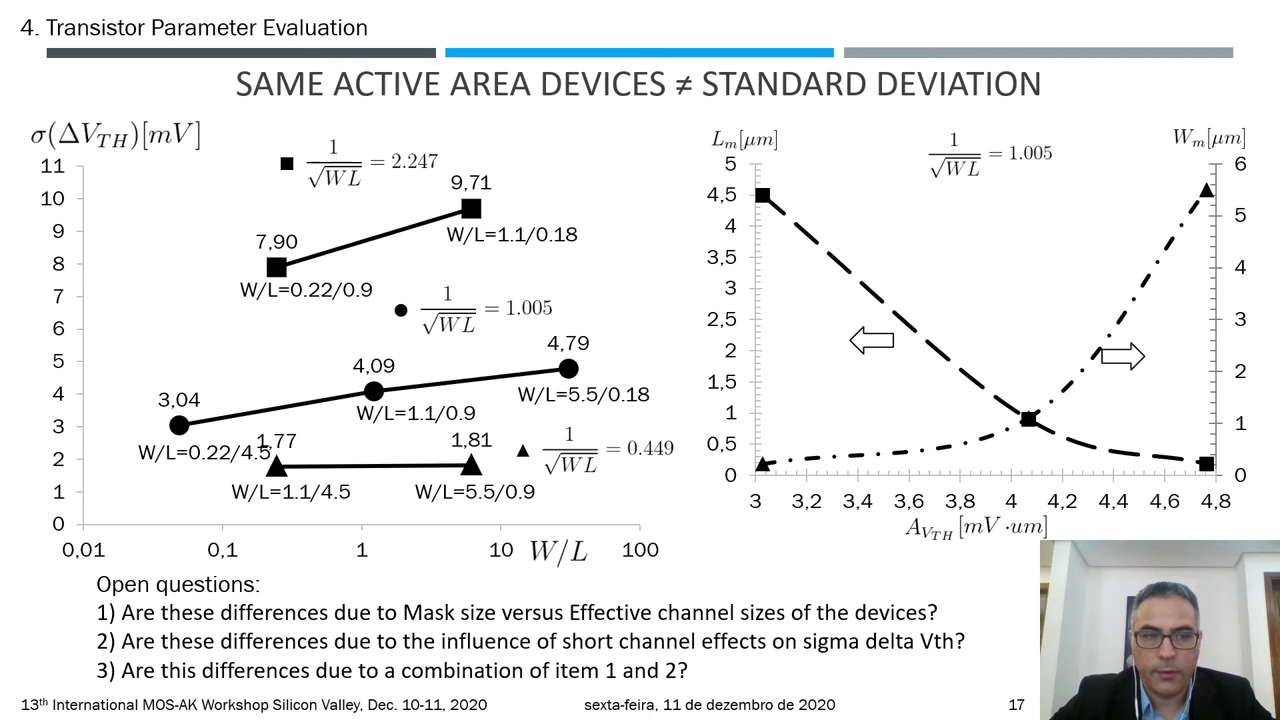 4. Transistor Parameter Evaluation
SAME ACTIVE AREA DEVICES ≠ STANDARD DEVIATION
σ(ΔV_TH)[mV]
■ 1/√WL = 2.247
11
10
9
8
7
6
5
4
3
2
1
0
9,71
7,90
W/L=1.1/0.18
W/L=0.22/0.9
● 1/√WL = 1.005
4,79
4,09
3,04
W/L=5.5/0.18
W/L=1.1/0.9
W/L=0.22/4.5
1,77
1,81
▲ 1/√WL = 0.449
W/L=1.1/4.5
W/L=5.5/0.9
0,01
0,1
1
10
W/L
100
L_m[μm]
1/√WL = 1.005
W_m[μm]
5
4,5
4
3,5
3
2,5
2
1,5
1
0,5
0
6
5
4
3
2
1
0
3
3,2
3,4
3,6
3,8
4
4,2
4,4
4,6
4,8
A_VTH [mV·um]
Open questions:
1) Are these differences due to Mask size versus Effective channel sizes of the devices?
2) Are these differences due to the influence of short channel effects on sigma delta Vth?
3) Are this differences due to a combination of item 1 and 2?
13th International MOS-AK Workshop Silicon Valley, Dec. 10-11, 2020
sexta-feira, 11 de dezembro de 2020
17